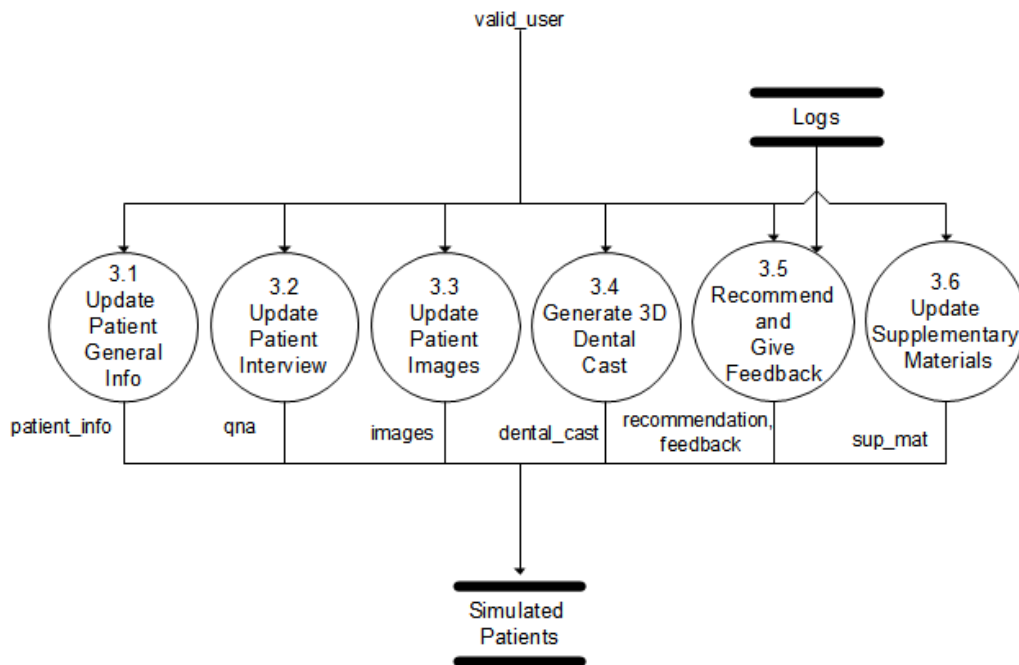 valid_user
Logs
3.1
Update
Patient
General
Info
3.2
Update
Patient
Interview
3.3
Update
Patient
Images
3.4
Generate 3D
Dental
Cast
3.5
Recommend
and
Give
Feedback
3.6
Update
Supplementary
Materials
patient_info
qna
images
dental_cast
recommendation,
feedback
sup_mat
Simulated
Patients